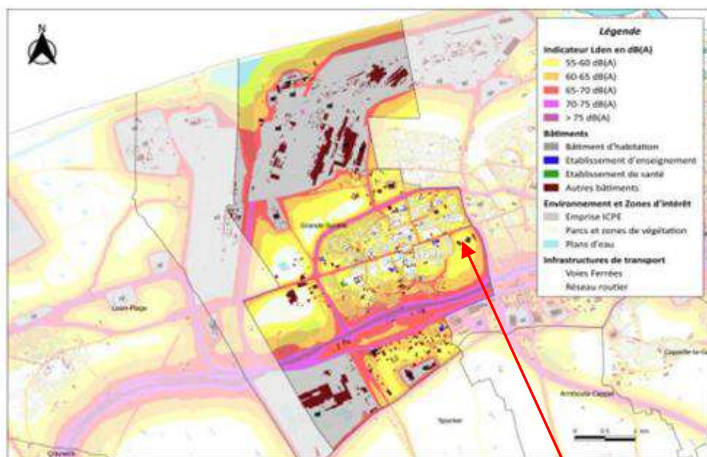 N
Légende
Indicateur Lden en dB(A)
55-60 dB(A)
60-65 dB(A)
65-70 dB(A)
70-75 dB(A)
> 75 dB(A)
Bâtiments
Bâtiment d'habitation
Etablissement d'enseignement
Etablissement de santé
Autres bâtiments
Environnement et Zones d'intérêt
Emprise ICPE
Parcs et zones de végétation
Plans d'eau
Infrastructures de transport
Voies Ferrées
Réseau routier
Grande-Synthe
Loon-Plage
Armbouts-Cappel
Spycker
km